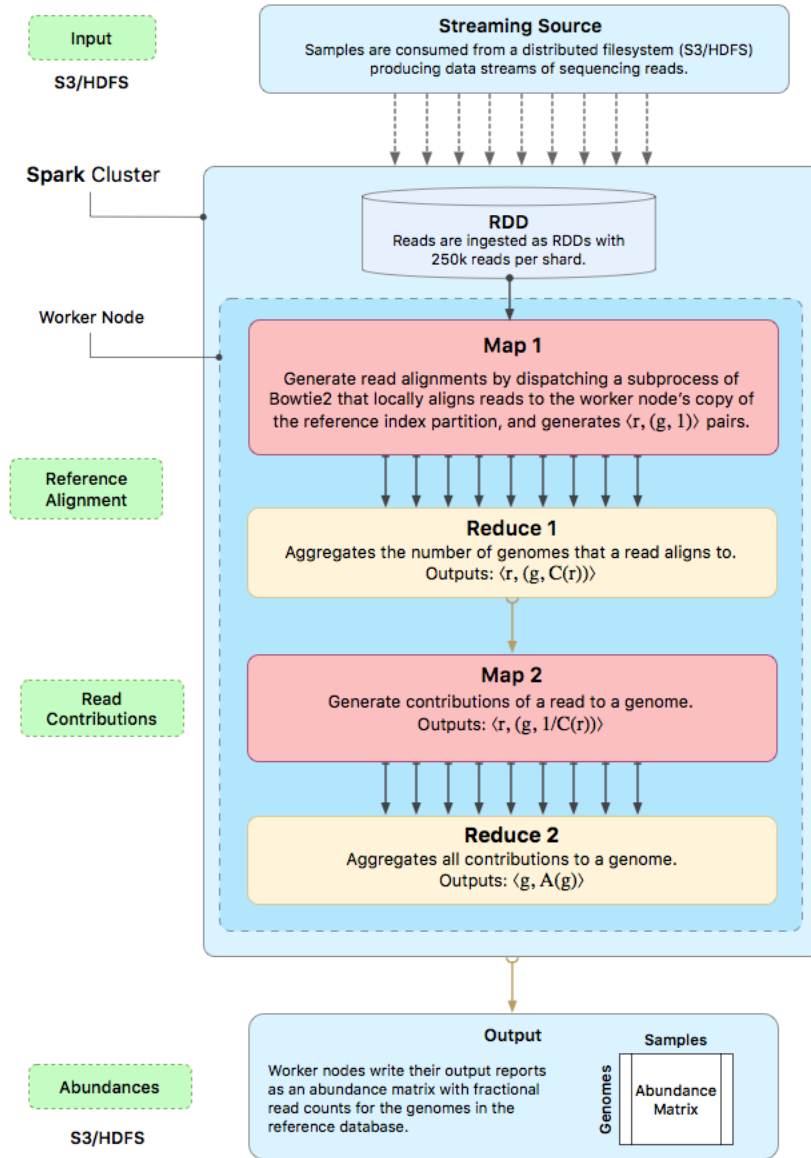 Input
S3/HDFS
Streaming Source
Samples are consumed from a distributed filesystem (S3/HDFS)
producing data streams of sequencing reads.
Spark Cluster
RDD
Reads are ingested as RDDs with
250k reads per shard.
Worker Node
Map 1
Generate read alignments by dispatching a subprocess of
Bowtie2 that locally aligns reads to the worker node's copy of
the reference index partition, and generates ⟨r, (g, 1)⟩ pairs.
Reference
Alignment
Reduce 1
Aggregates the number of genomes that a read aligns to.
Outputs: ⟨r, (g, C(r))⟩
Read
Contributions
Map 2
Generate contributions of a read to a genome.
Outputs: ⟨r, (g, 1/C(r))⟩
Reduce 2
Aggregates all contributions to a genome.
Outputs: ⟨g, A(g)⟩
Abundances
S3/HDFS
Output
Worker nodes write their output reports
as an abundance matrix with fractional
read counts for the genomes in the
reference database.
Samples
Genomes
Abundance
Matrix